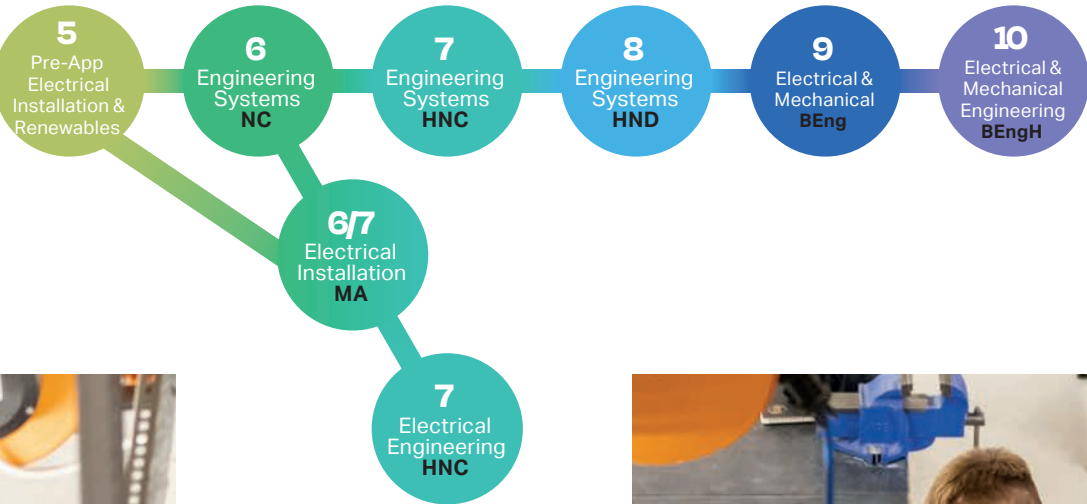 5
Pre-App
Electrical
Installation &
Renewables
6
Engineering
Systems
NC
7
Engineering
Systems
HNC
8
Engineering
Systems
HND
9
Electrical &
Mechanical
BEng
10
Electrical &
Mechanical
Engineering
BEngH
6/7
Electrical
Installation
MA
7
Electrical
Engineering
HNC